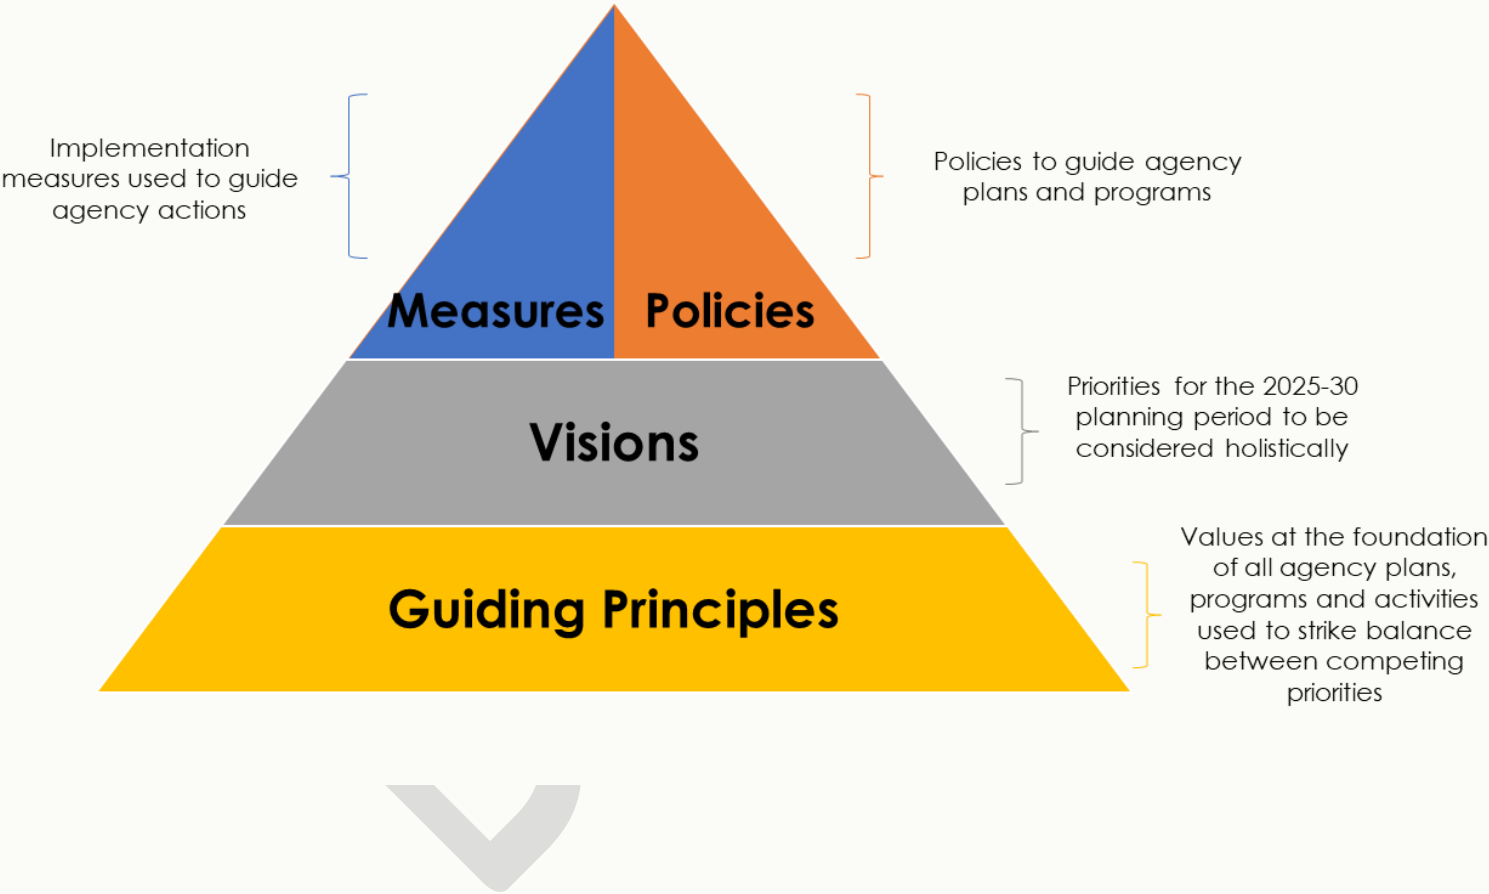 Implementation
measures used to guide
agency actions
Policies to guide agency
plans and programs
Measures
Policies
Priorities for the 2025-30
planning period to be
considered holistically
Visions
Values at the foundation
of all agency plans,
programs and activities
used to strike balance
between competing
priorities
Guiding Principles